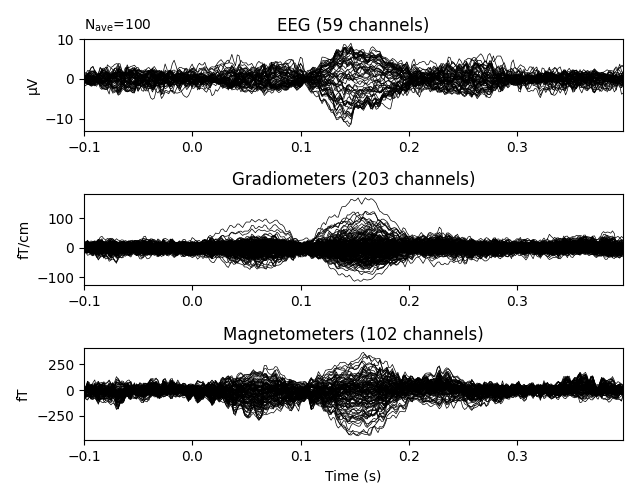 N_ave=100
EEG (59 channels)
10
0
−10
µV
−0.1 0.0 0.1 0.2 0.3
Gradiometers (203 channels)
100
0
−100
fT/cm
−0.1 0.0 0.1 0.2 0.3
Magnetometers (102 channels)
250
0
−250
fT
−0.1 0.0 0.1 0.2 0.3
Time (s)